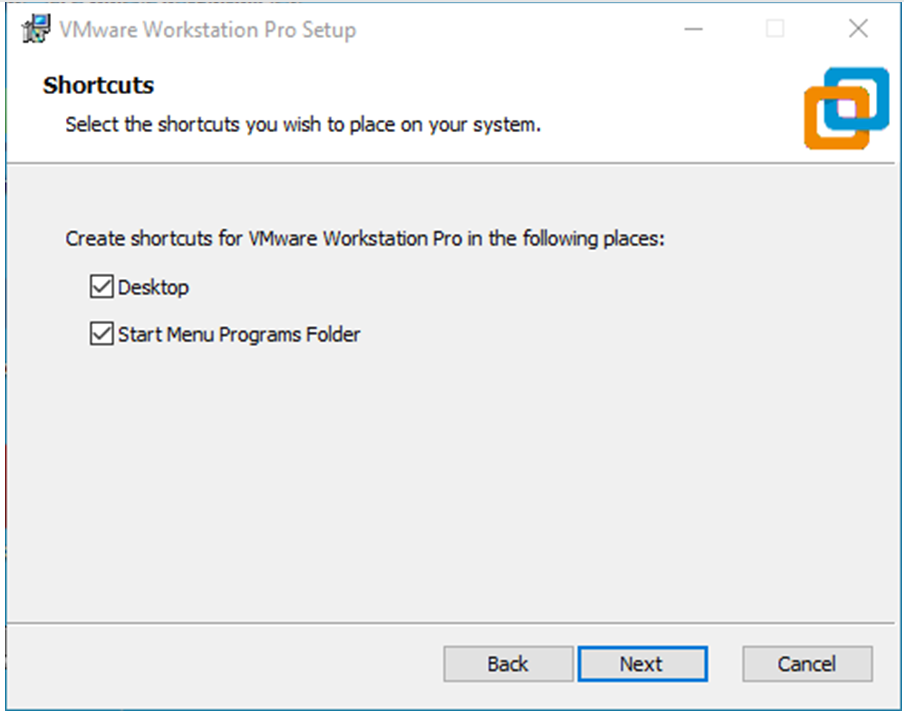 VMware Workstation Pro Setup
Shortcuts
Select the shortcuts you wish to place on your system.
Create shortcuts for VMware Workstation Pro in the following places:
Desktop
Start Menu Programs Folder
Back Next Cancel